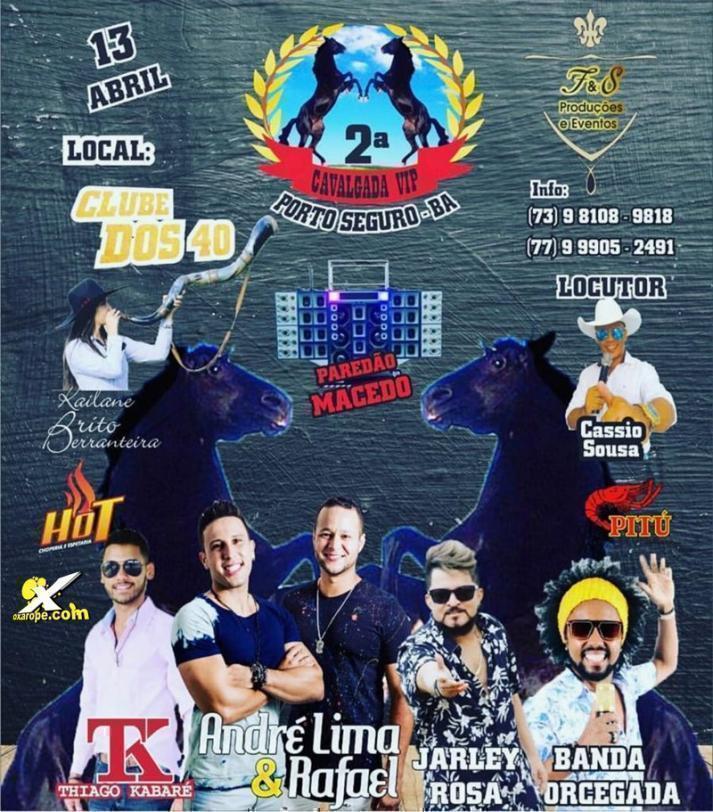 13
ABRIL
LOCAL:
CLUBE
DOS 40
2ª
CAVALGADA VIP
PORTO SEGURO-BA
F&S
Produções
e Eventos
Info:
(73) 9 8108 - 9818
(77) 9 9905 - 2491
LOCUTOR
PAREDÃO
MACEDO
Kailane
Brito
Berranteira
Cassio
Sousa
HOT
CHOPERIA E ESPETARIA
PITÚ
X
oxarope.com
TK
THIAGO KABARÉ
André Lima
& Rafael
JARLEY
ROSA
BANDA
ORCEGADA